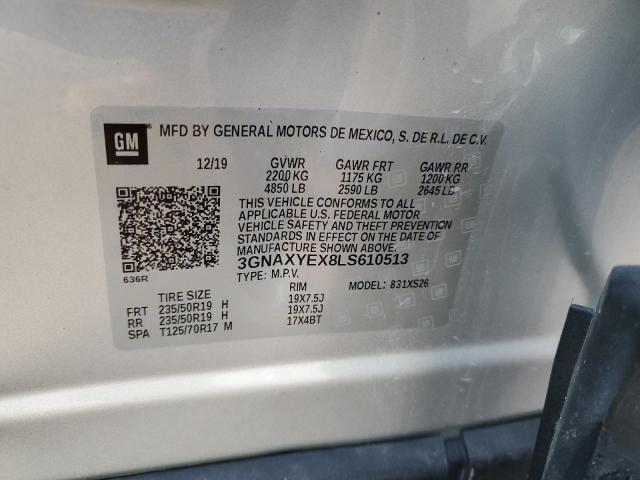 GM
MFD BY GENERAL MOTORS DE MEXICO, S. DE R.L. DE C.V.
12/19 GVWR GAWR FRT GAWR RR
2200 KG 1175 KG 1200 KG
4850 LB 2590 LB 2645 LB
THIS VEHICLE CONFORMS TO ALL
APPLICABLE U.S. FEDERAL MOTOR
VEHICLE SAFETY AND THEFT PREVENTION
STANDARDS IN EFFECT ON THE DATE OF
MANUFACTURE SHOWN ABOVE.
3GNAXYEX8LS610513
636R
TYPE: M.P.V. MODEL: 831XS26
TIRE SIZE RIM
FRT 235/50R19 H 19X7.5J
RR 235/50R19 H 19X7.5J
SPA T125/70R17 M 17X4BT